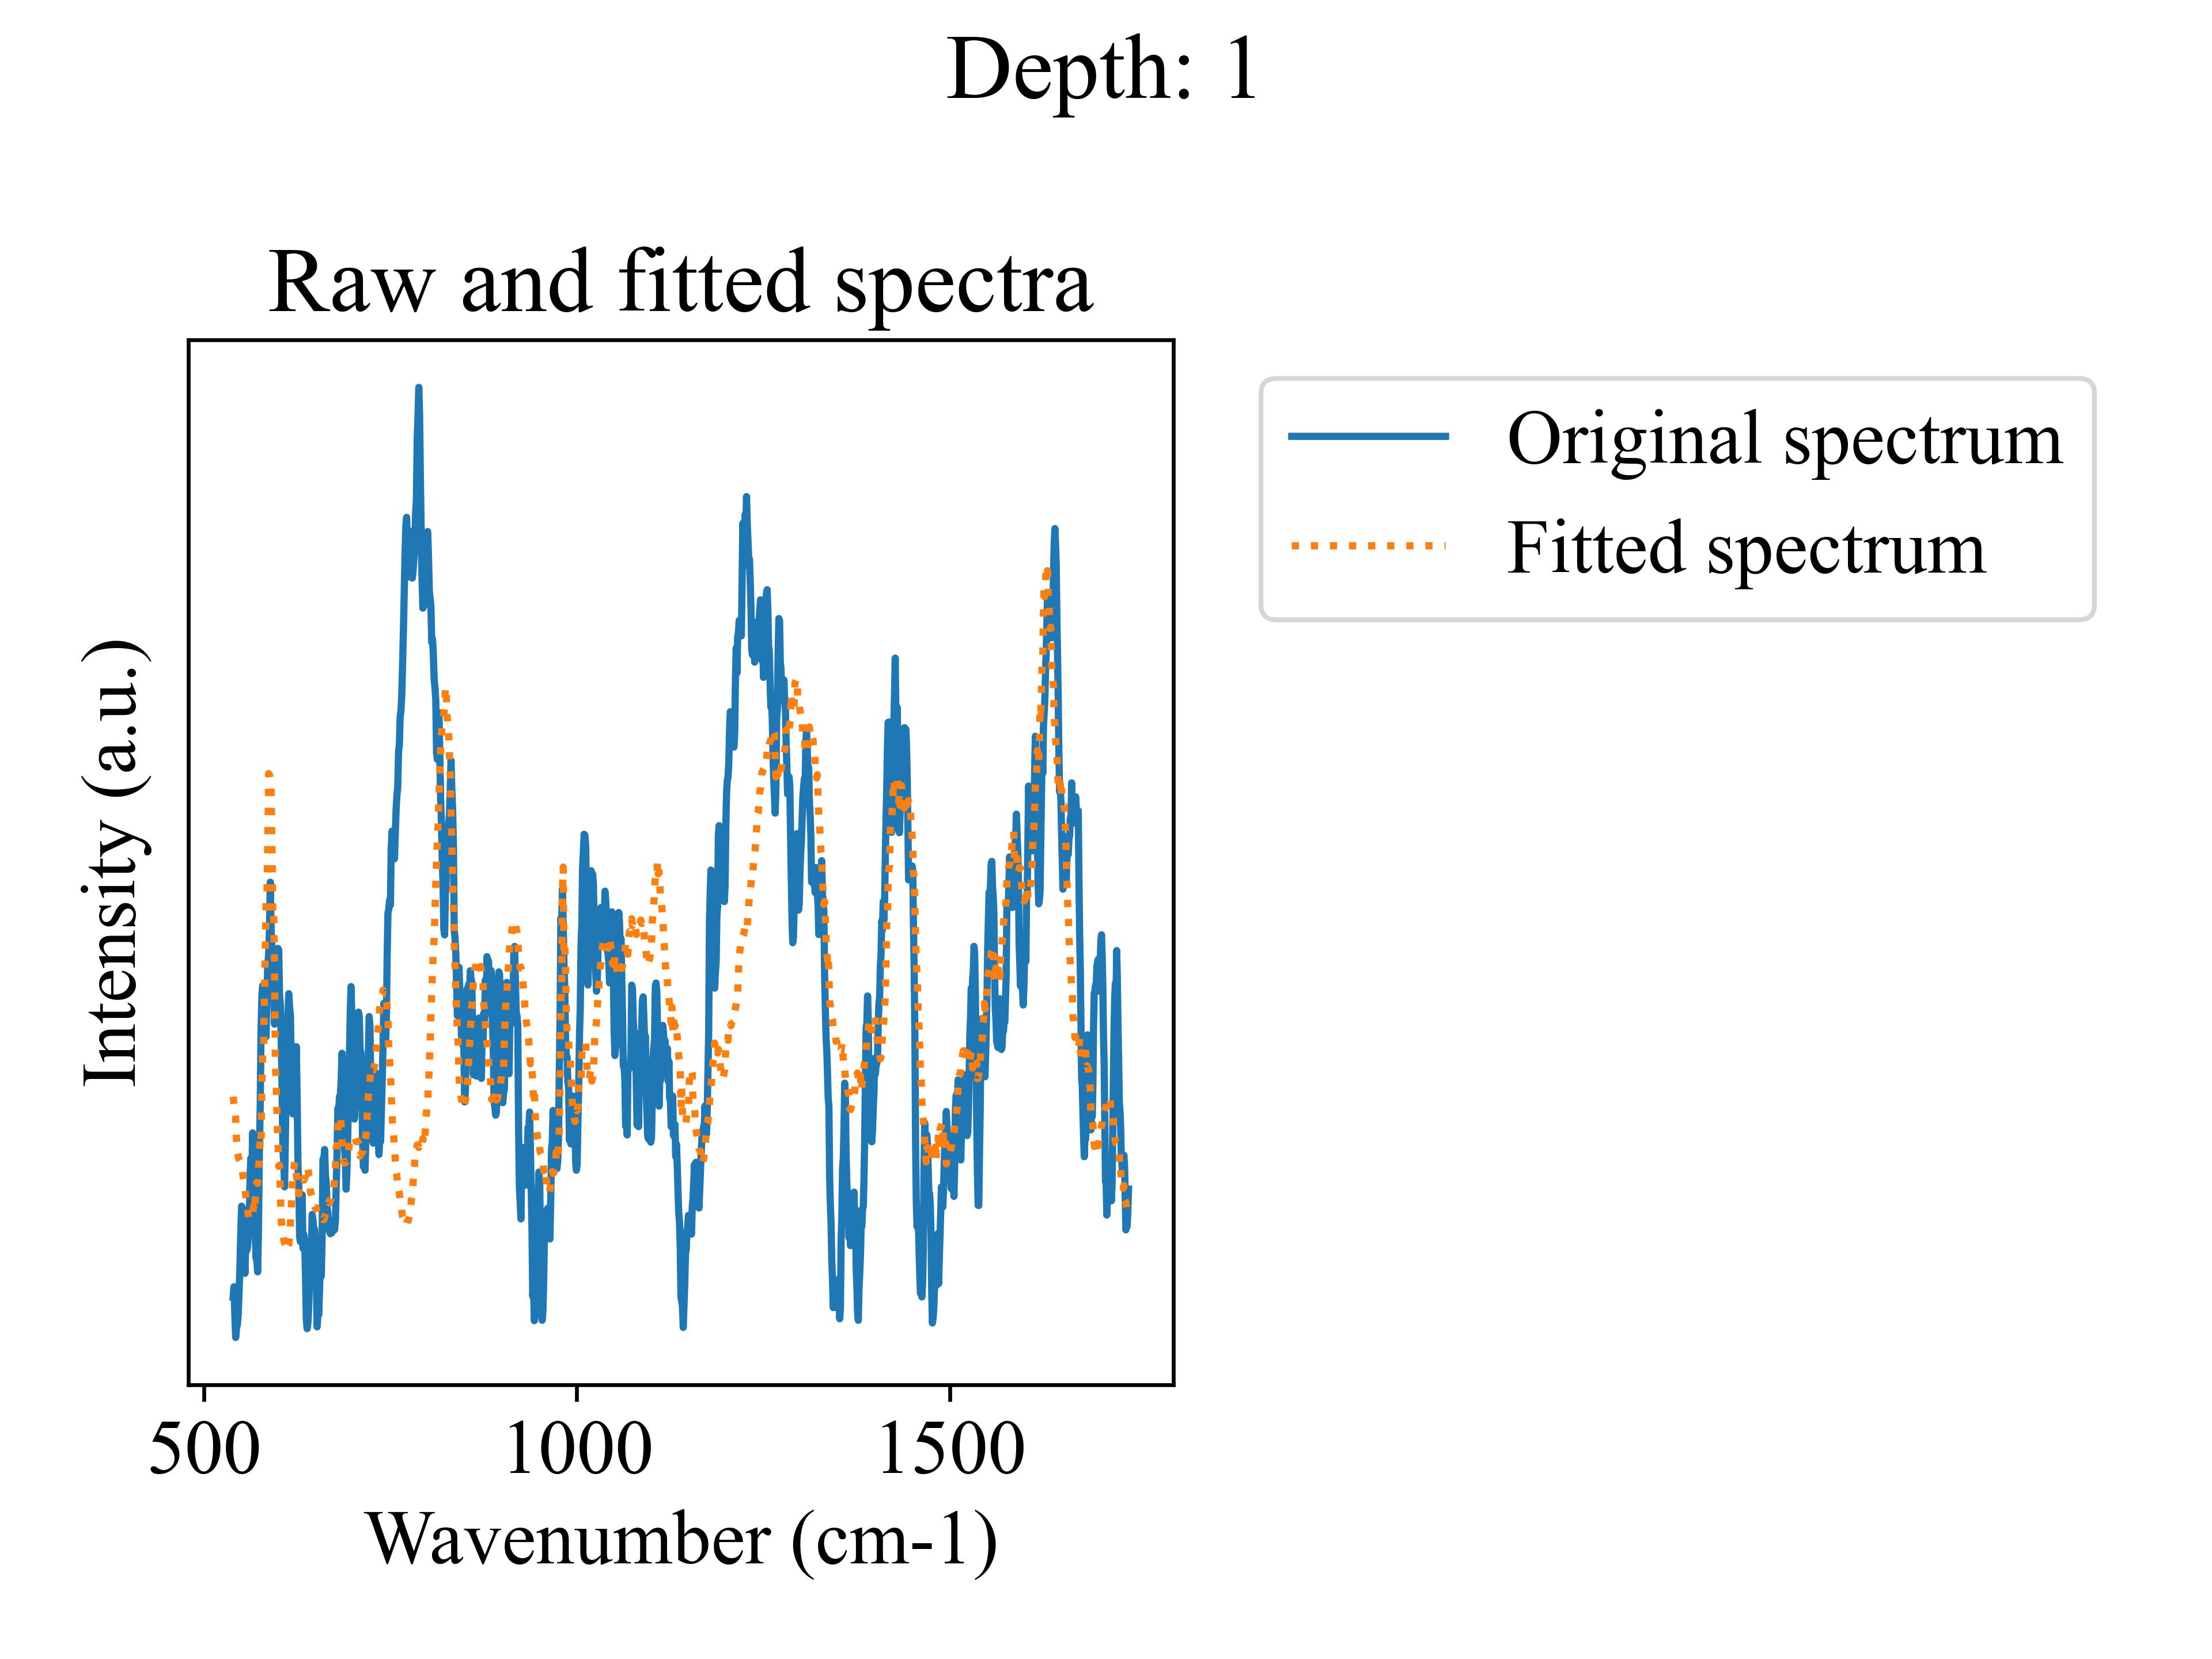 Depth: 1
Raw and fitted spectra
Original spectrum
Fitted spectrum
Intensity (a.u.)
500 1000 1500
Wavenumber (cm-1)